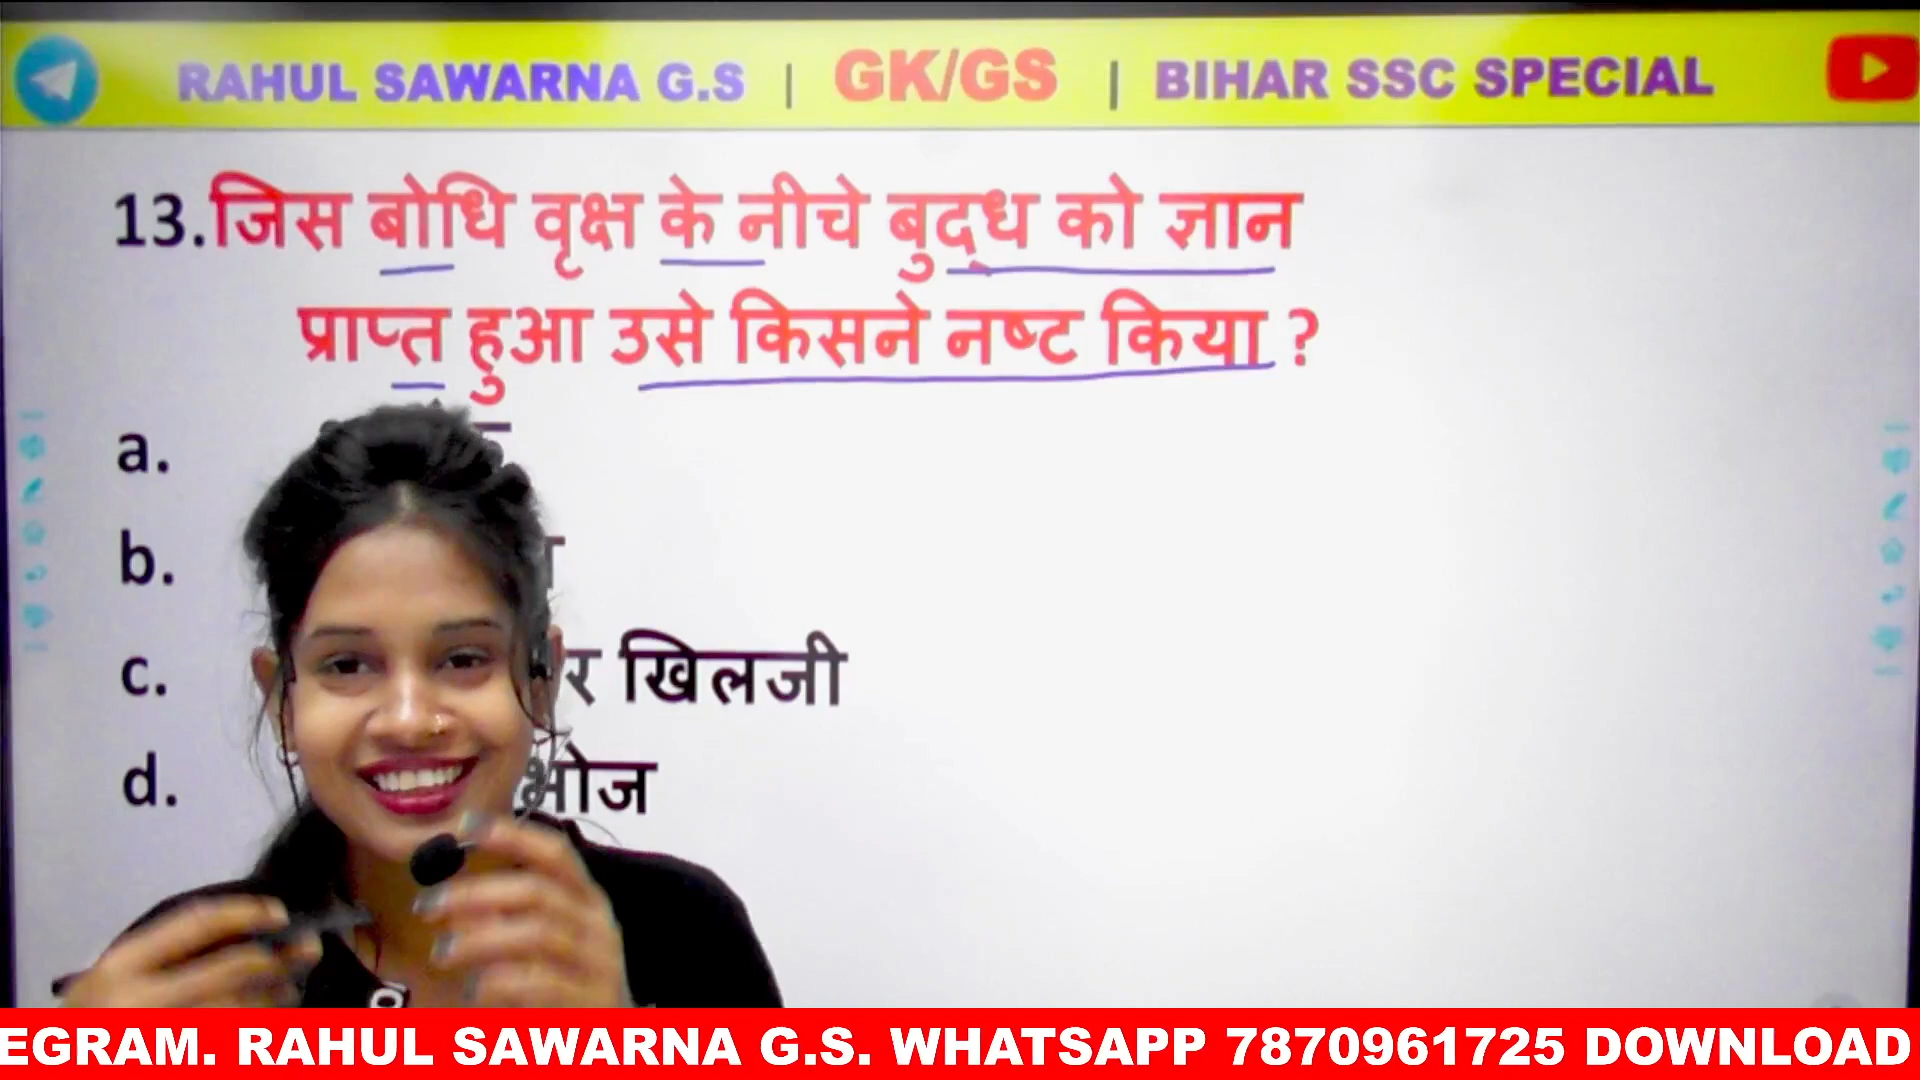 RAHUL SAWARNA G.S | GK/GS | BIHAR SSC SPECIAL
13.जिस बोधि वृक्ष के नीचे बुद्ध को ज्ञान
प्राप्त हुआ उसे किसने नष्ट किया ?
a.
b.
c. खिलजी
d. भोज
EGRAM. RAHUL SAWARNA G.S. WHATSAPP 7870961725 DOWNLOAD